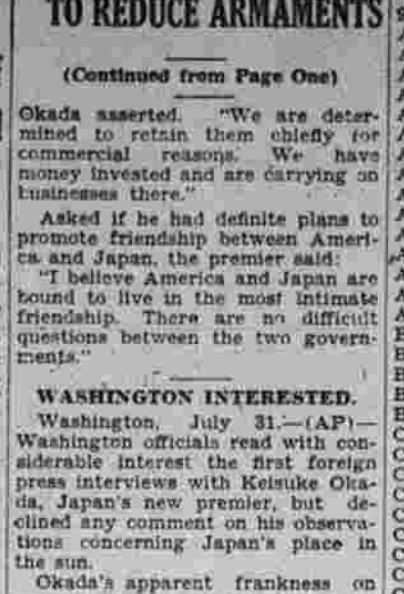 TO REDUCE ARMAMENTS
(Continued from Page One)
Okada asserted. "We are deter-
mined to retain them chiefly for
commercial reasons. We have
money invested and are carrying on
businesses there."
Asked if he had definite plans to
promote friendship between Ameri-
ca and Japan, the premier said:
"I believe America and Japan are
bound to live in the most intimate
friendship. There are no difficult
questions between the two govern-
ments."
WASHINGTON INTERESTED.
Washington, July 31.—(AP)—
Washington officials read with con-
siderable interest the first foreign
press interviews with Keisuke Oka-
da, Japan's new premier, but de-
clined any comment on his observa-
tions concerning Japan's place in
the sun.
Okada's apparent frankness on